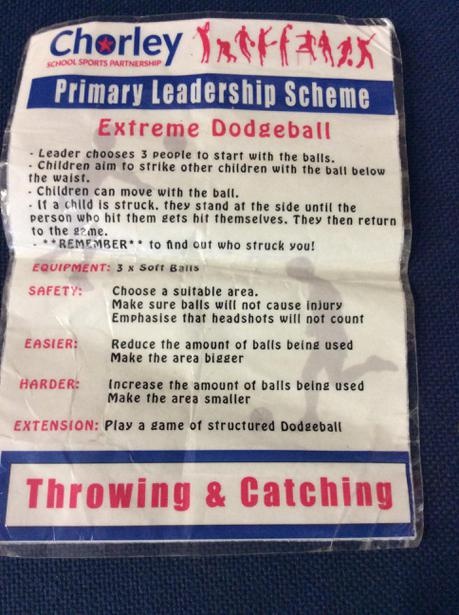 Chorley
SCHOOL SPORTS PARTNERSHIP
Primary Leadership Scheme
Extreme Dodgeball
- Leader chooses 3 people to start with the balls.
- Children aim to strike other children with the ball below
the waist.
- Children can move with the ball.
- If a child is struck, they stand at the side until the
person who hit them gets hit themselves. They then return
to the game.
- **REMEMBER** to find out who struck you!
EQUIPMENT: 3 x Soft Balls
SAFETY: Choose a suitable area.
Make sure balls will not cause injury
Emphasise that headshots will not count
EASIER: Reduce the amount of balls being used
Make the area bigger
HARDER: Increase the amount of balls being used
Make the area smaller
EXTENSION: Play a game of structured Dodgeball
Throwing & Catching